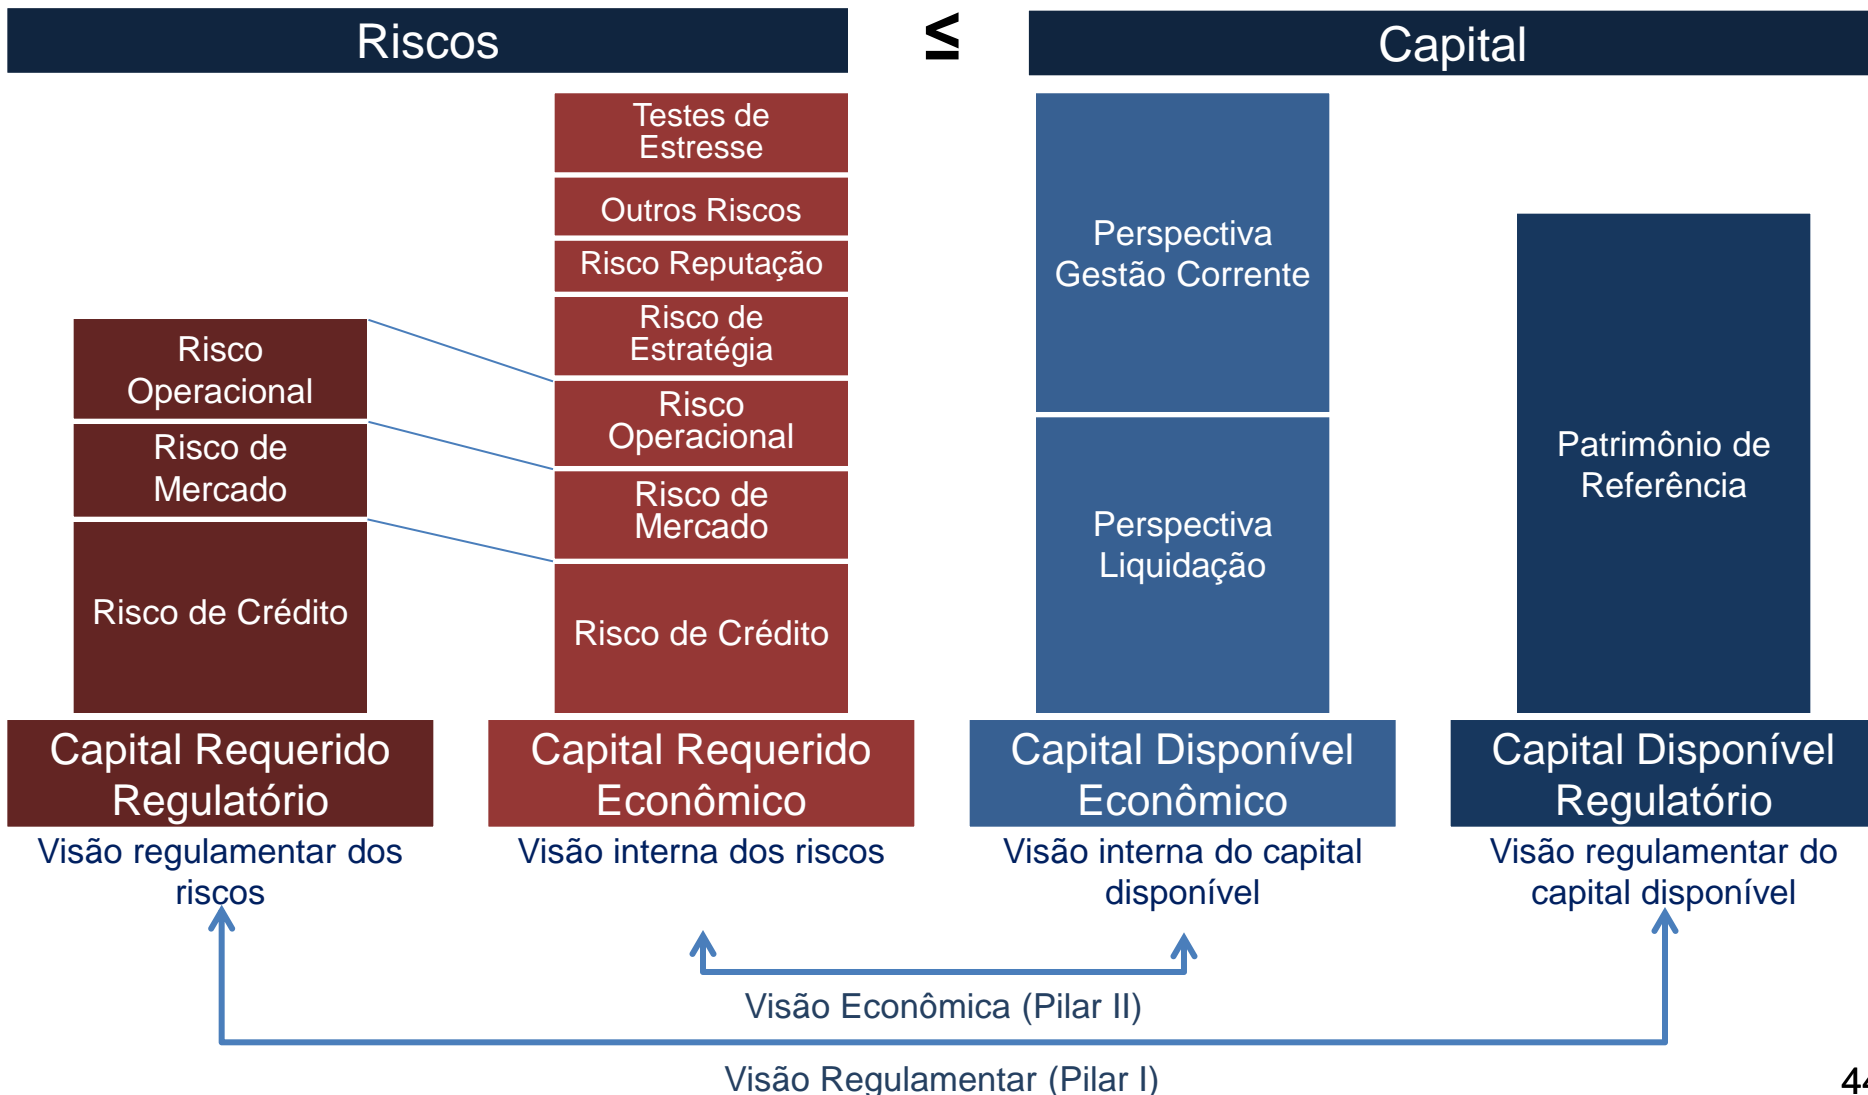 Riscos
≤
Capital
Risco
Operacional
Risco de
Mercado
Risco de Crédito
Capital Requerido
Regulatório
Visão regulamentar dos
riscos
Testes de
Estresse
Outros Riscos
Risco Reputação
Risco de
Estratégia
Risco
Operacional
Risco de
Mercado
Risco de Crédito
Capital Requerido
Econômico
Visão interna dos riscos
Perspectiva
Gestão Corrente
Perspectiva
Liquidação
Capital Disponível
Econômico
Visão interna do capital
disponível
Patrimônio de
Referência
Capital Disponível
Regulatório
Visão regulamentar do
capital disponível
Visão Econômica (Pilar II)
Visão Regulamentar (Pilar I)
44